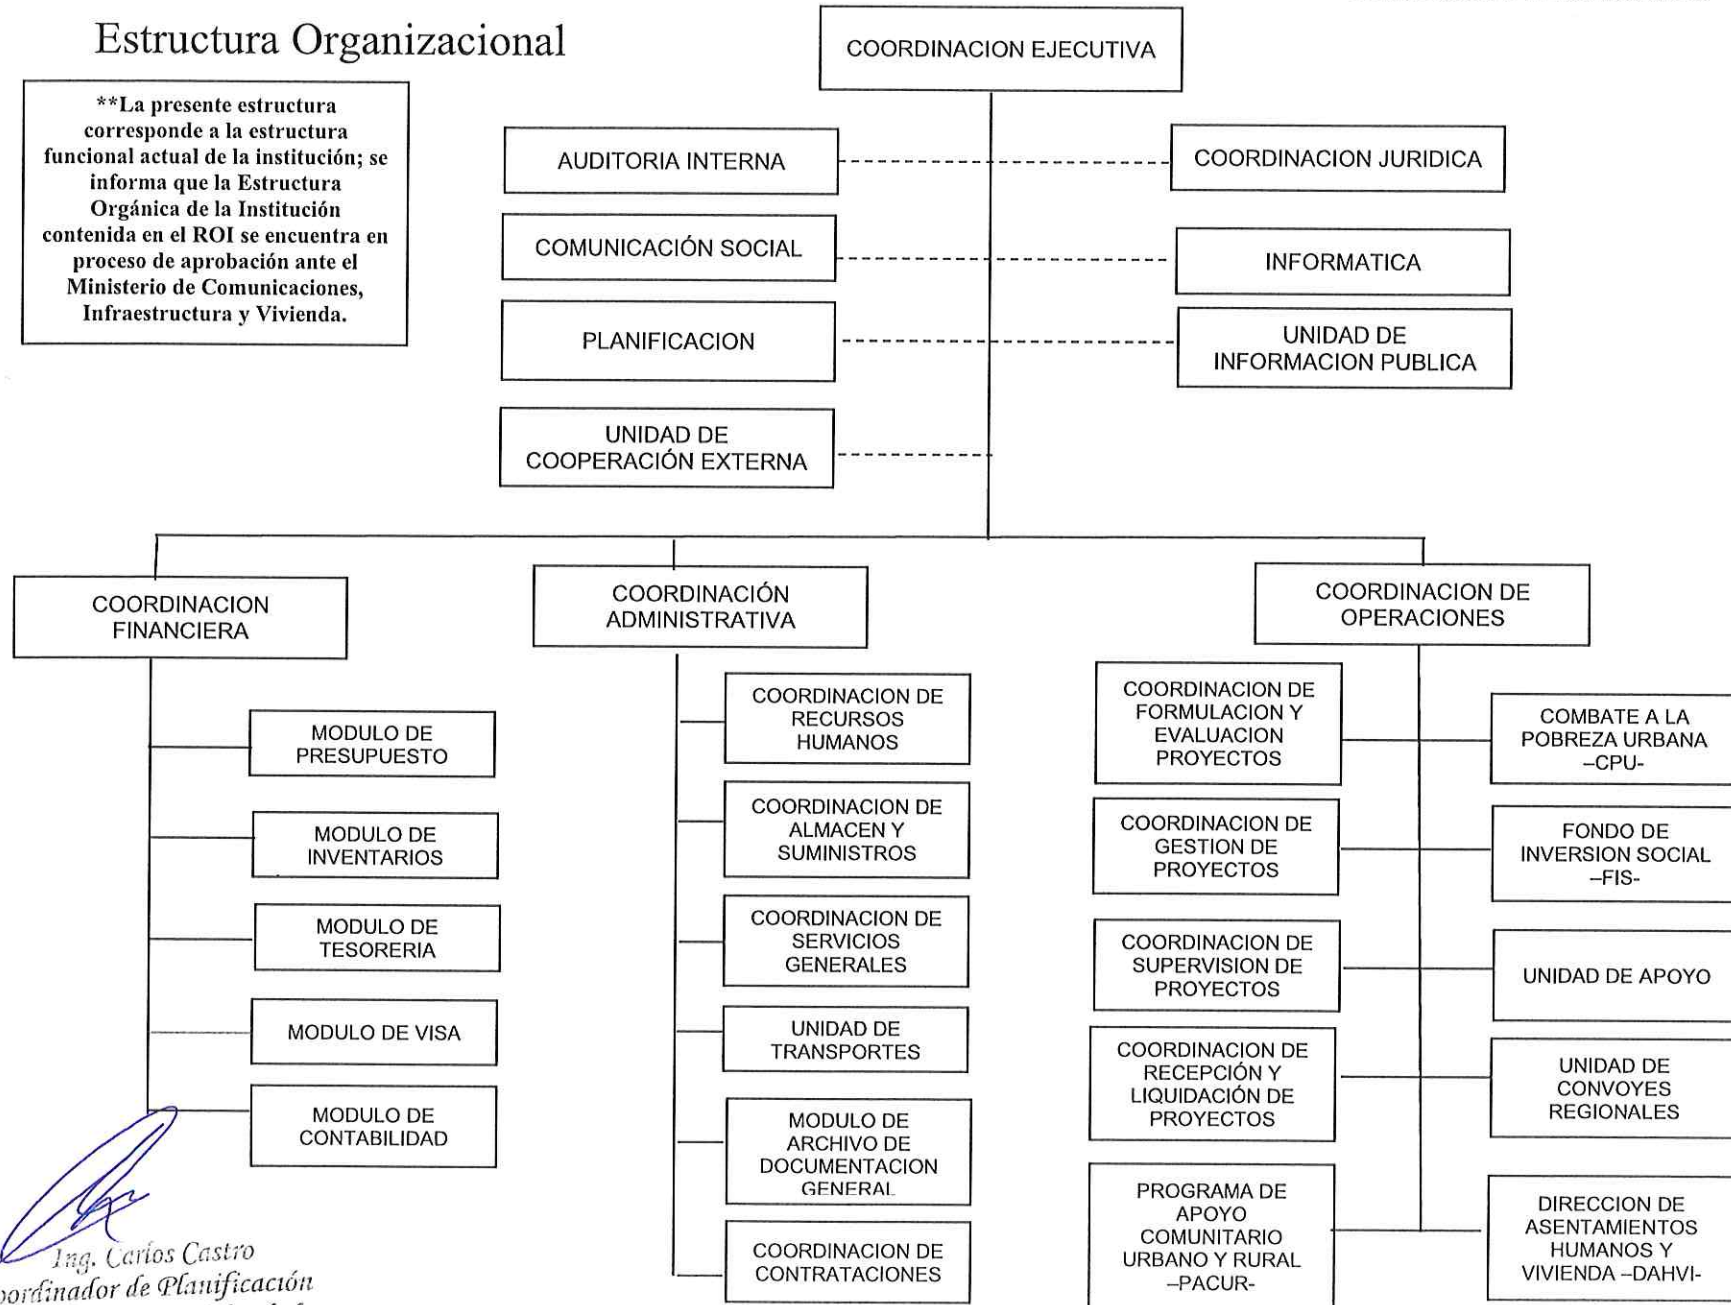 Estructura Organizacional
**La presente estructura
corresponde a la estructura
funcional actual de la institución; se
informa que la Estructura
Orgánica de la Institución
contenida en el ROI se encuentra en
proceso de aprobación ante el
Ministerio de Comunicaciones,
Infraestructura y Vivienda.
COORDINACION EJECUTIVA
AUDITORIA INTERNA
COORDINACION JURIDICA
COMUNICACIÓN SOCIAL
INFORMATICA
PLANIFICACION
UNIDAD DE
INFORMACION PUBLICA
UNIDAD DE
COOPERACIÓN EXTERNA
COORDINACION
FINANCIERA
MODULO DE
PRESUPUESTO
MODULO DE
INVENTARIOS
MODULO DE
TESORERIA
MODULO DE VISA
MODULO DE
CONTABILIDAD
COORDINACIÓN
ADMINISTRATIVA
COORDINACION DE
RECURSOS
HUMANOS
COORDINACION DE
ALMACEN Y
SUMINISTROS
COORDINACION DE
SERVICIOS
GENERALES
UNIDAD DE
TRANSPORTES
MODULO DE
ARCHIVO DE
DOCUMENTACION
GENERAL
COORDINACION DE
CONTRATACIONES
COORDINACION DE
OPERACIONES
COORDINACION DE
FORMULACION Y
EVALUACION
PROYECTOS
COMBATE A LA
POBREZA URBANA
–CPU-
COORDINACION DE
GESTION DE
PROYECTOS
FONDO DE
INVERSION SOCIAL
–FIS-
COORDINACION DE
SUPERVISION DE
PROYECTOS
UNIDAD DE APOYO
COORDINACION DE
RECEPCIÓN Y
LIQUIDACIÓN DE
PROYECTOS
UNIDAD DE
CONVOYES
REGIONALES
PROGRAMA DE
APOYO
COMUNITARIO
URBANO Y RURAL
–PACUR-
DIRECCION DE
ASENTAMIENTOS
HUMANOS Y
VIVIENDA –DAHVI-
Ing. Carlos Castro
oordinador de Planificación